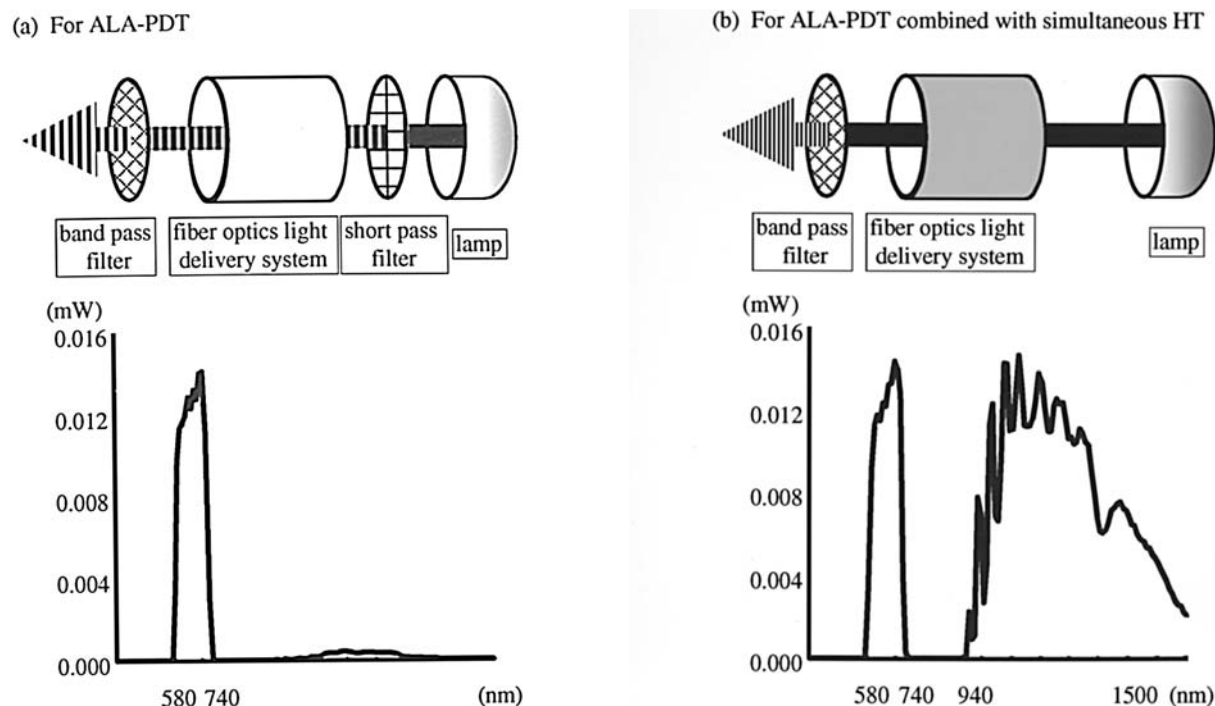 (a) For ALA-PDT
band pass
filter
fiber optics light
delivery system
short pass
filter
lamp
(mW)
0.016
0.012
0.008
0.004
0.000
580 740 (nm)
(b) For ALA-PDT combined with simultaneous HT
band pass
filter
fiber optics light
delivery system
lamp
(mW)
0.016
0.012
0.008
0.004
0.000
580 740 940 1500 (nm)